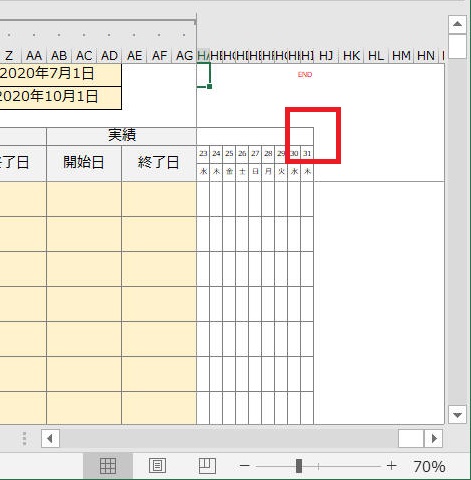 Z AA AB AC AD AE AF AG HJ HK HL HM HN
2020年7月1日 END
2020年10月1日
実績
23 24 25 26 27 28 29 30 31
終了日 開始日 終了日
水 木 金 土 日 月 火 水 木
70%